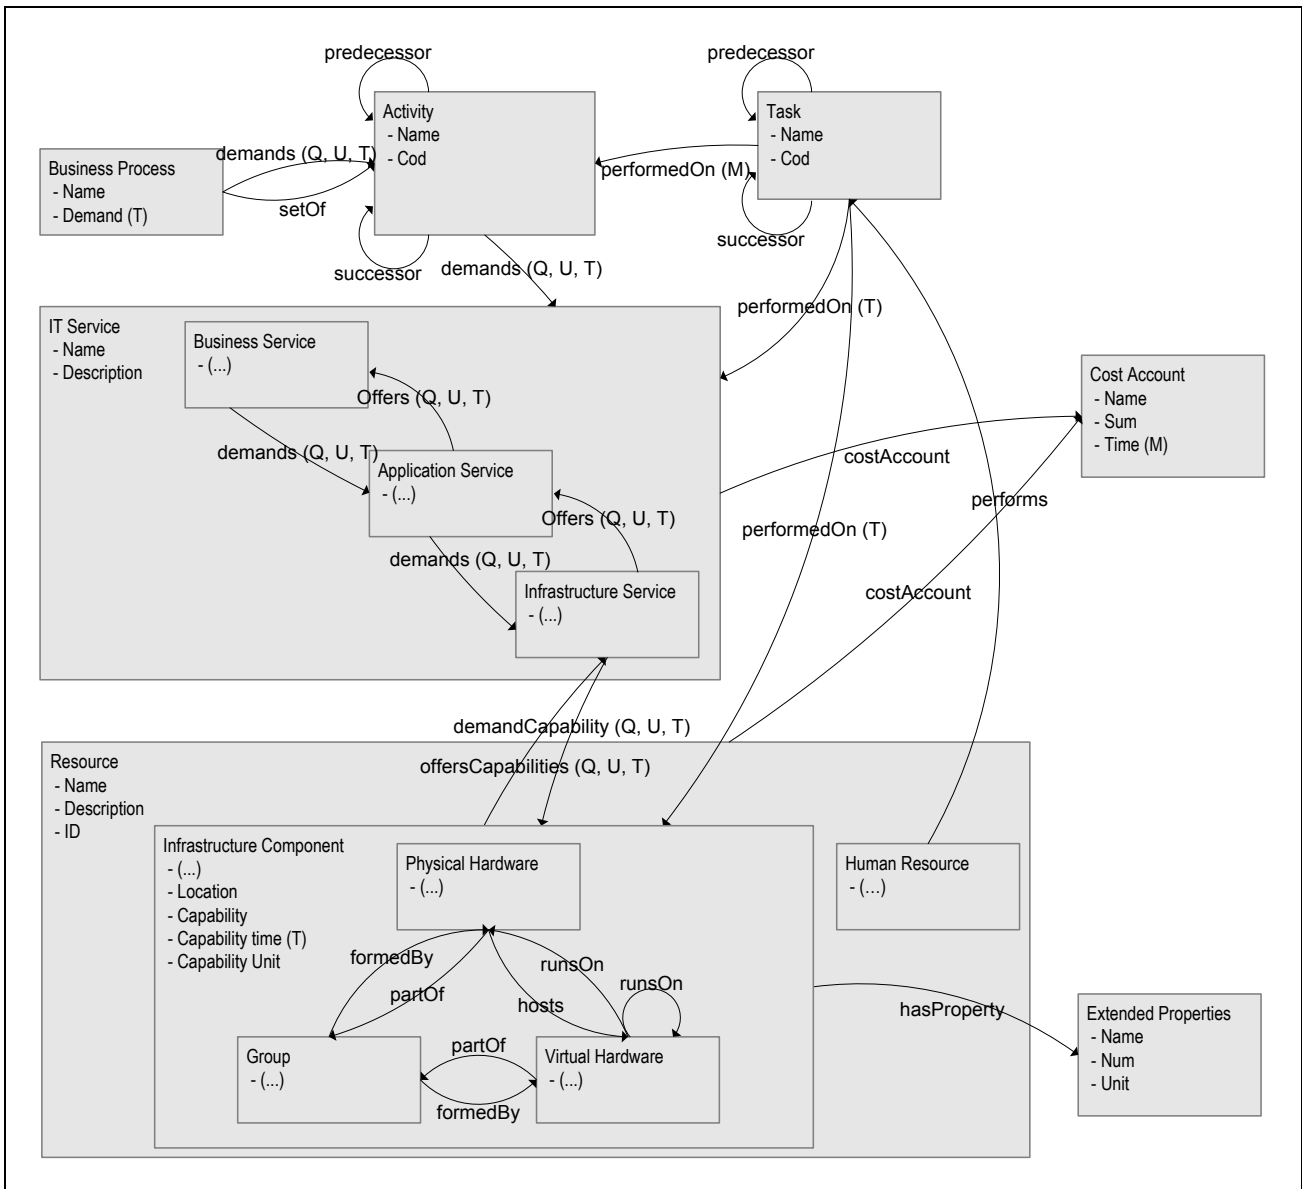 predecessor
predecessor
Activity
- Name
- Cod
Task
- Name
- Cod
demands (Q, U, T)
Business Process
- Name
- Demand (T)
performedOn (M)
setOf
successor
successor
demands (Q, U, T)
performedOn (T)
IT Service
- Name
- Description
Business Service
- (...)
Offers (Q, U, T)
demands (Q, U, T)
Application Service
- (...)
Offers (Q, U, T)
demands (Q, U, T)
Infrastructure Service
- (...)
Cost Account
- Name
- Sum
- Time (M)
costAccount
performs
performedOn (T)
costAccount
demandCapability (Q, U, T)
offersCapabilities (Q, U, T)
Resource
- Name
- Description
- ID
Infrastructure Component
- (...)
- Location
- Capability
- Capability time (T)
- Capability Unit
Physical Hardware
- (...)
Human Resource
- (...)
formedBy
partOf
runsOn
hosts
runsOn
hasProperty
Group
- (...)
partOf
formedBy
Virtual Hardware
- (...)
Extended Properties
- Name
- Num
- Unit